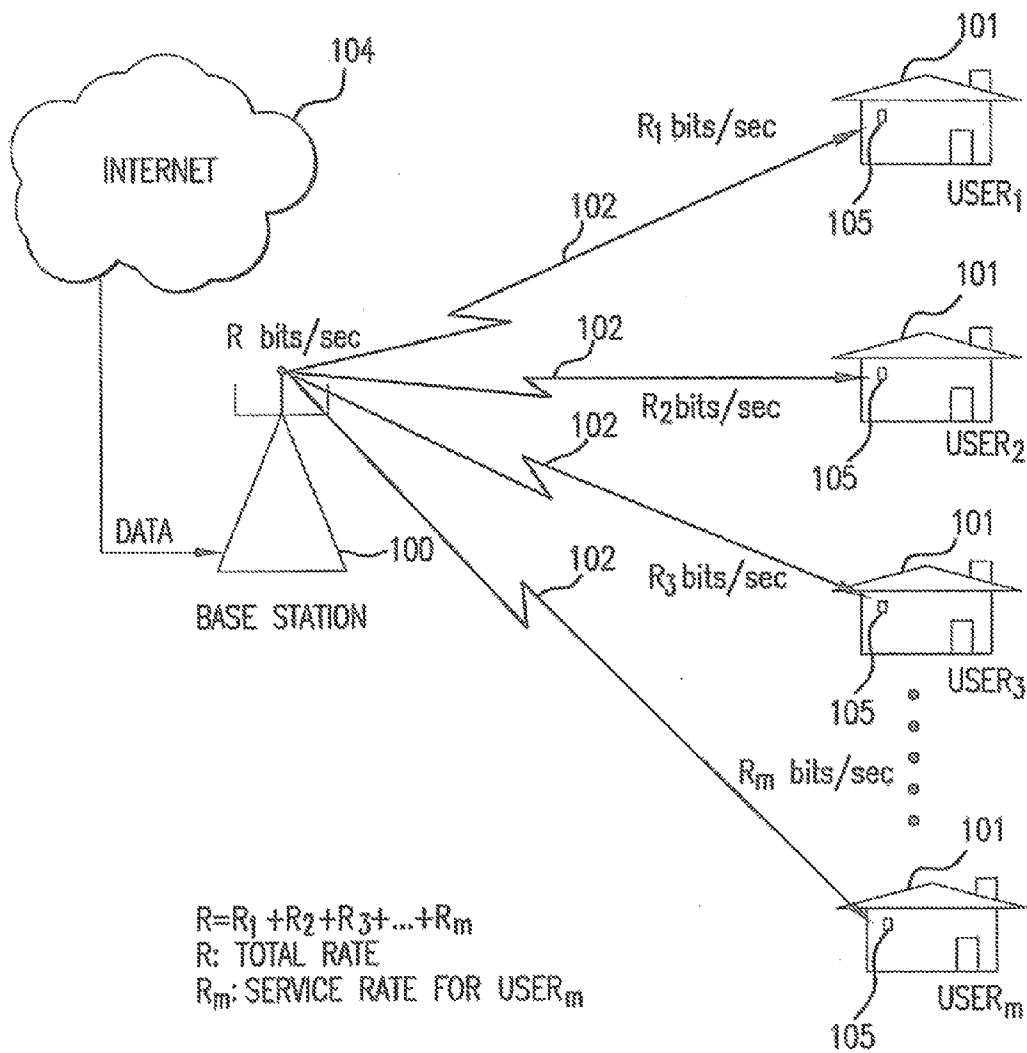 104
INTERNET
101
R₁ bits/sec
102
105
USER₁
R bits/sec
101
102
R₂bits/sec
105
USER₂
102
DATA
100
BASE STATION
101
102
R₃ bits/sec
105
USER₃
Rₘ bits/sec
101
R=R₁+R₂+R₃+...+Rₘ
R: TOTAL RATE
Rₘ: SERVICE RATE FOR USERₘ
105
USERₘ